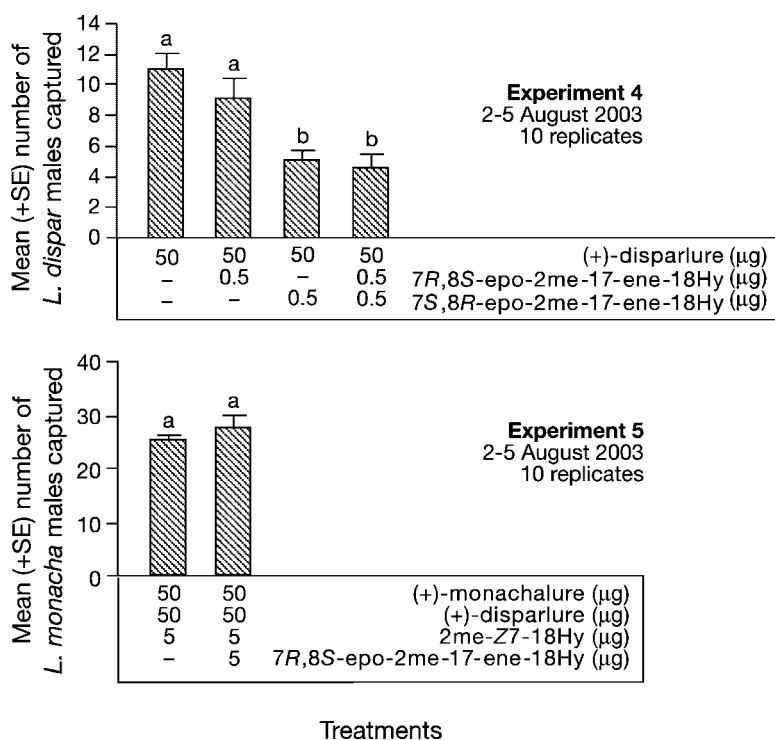 Mean (+SE) number of
L. dispar males captured
14
12
10
8
6
4
2
0
a
a
b
b
Experiment 4
2-5 August 2003
10 replicates
50 50 50 50 (+)-disparlure (µg)
– 0.5 – 0.5 7R,8S-epo-2me-17-ene-18Hy (µg)
– – 0.5 0.5 7S,8R-epo-2me-17-ene-18Hy (µg)
Mean (+SE) number of
L. monacha males captured
40
30
20
10
0
a
a
Experiment 5
2-5 August 2003
10 replicates
50 50 (+)-monachalure (µg)
50 50 (+)-disparlure (µg)
5 5 2me-Z7-18Hy (µg)
– 5 7R,8S-epo-2me-17-ene-18Hy (µg)
Treatments